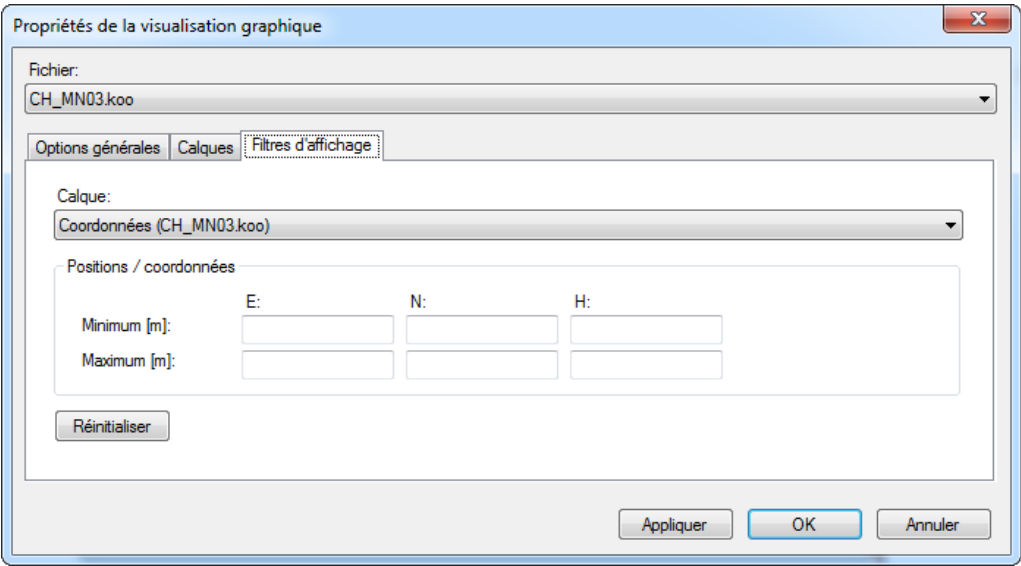 Propriétés de la visualisation graphique
Fichier:
CH_MN03.koo
Options générales Calques Filtres d'affichage
Calque:
Coordonnées (CH_MN03.koo)
Positions / coordonnées
E: N: H:
Minimum [m]:
Maximum [m]:
Réinitialiser
Appliquer OK Annuler